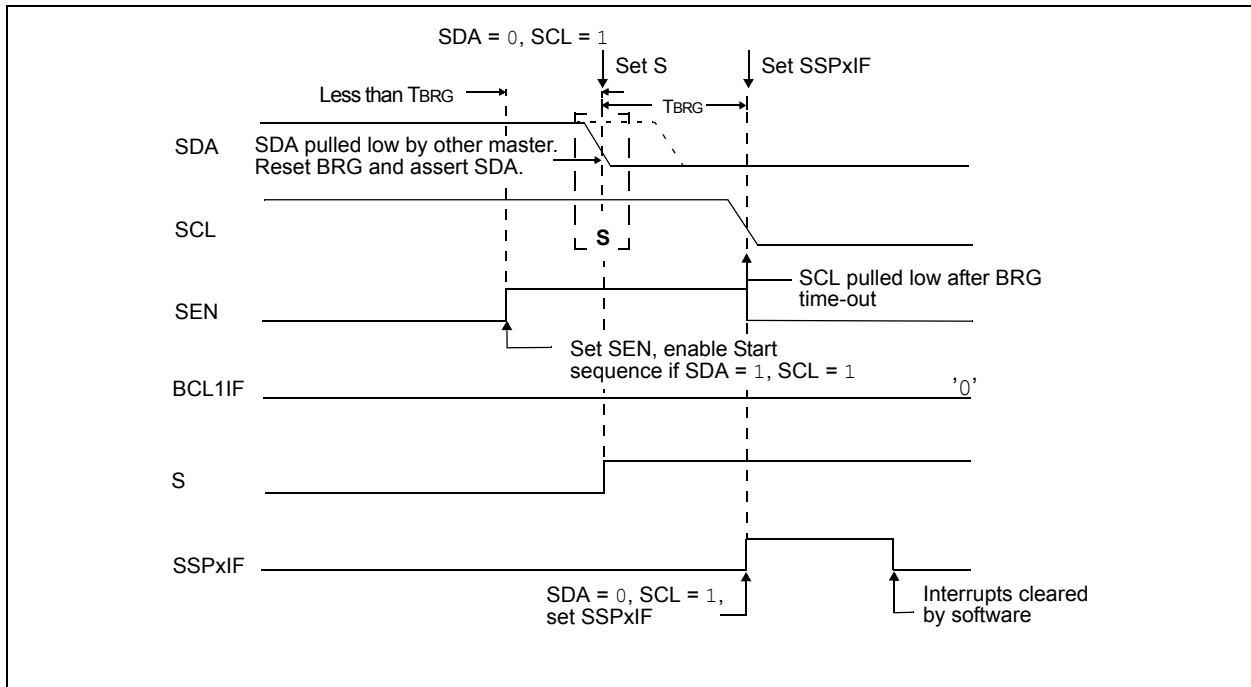 SDA = 0, SCL = 1
Set S
Set SSPxIF
Less than TBRG
TBRG
SDA
SDA pulled low by other master.
Reset BRG and assert SDA.
SCL
S
SCL pulled low after BRG
time-out
SEN
Set SEN, enable Start
sequence if SDA = 1, SCL = 1
BCL1IF
'0'
S
SSPxIF
SDA = 0, SCL = 1,
set SSPxIF
Interrupts cleared
by software